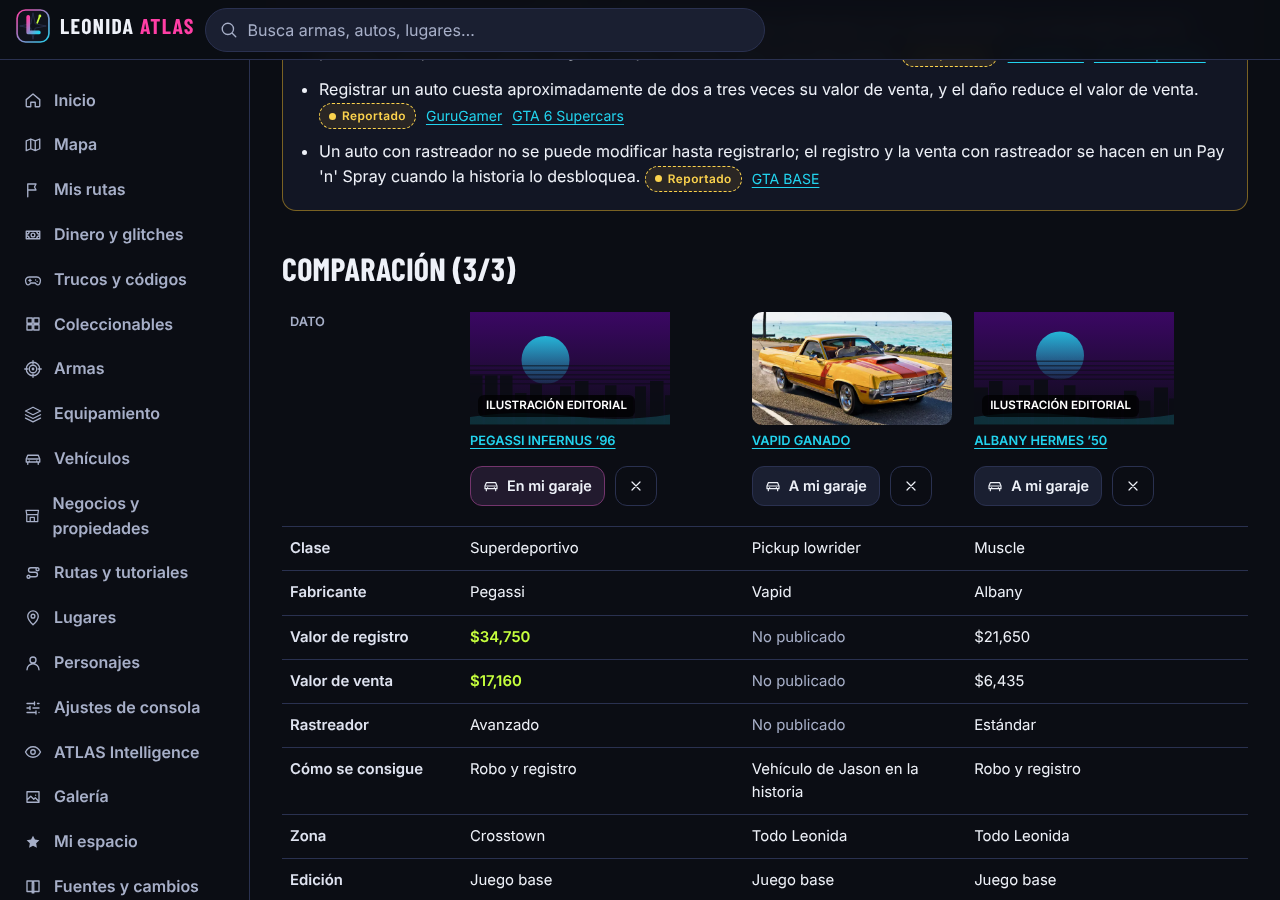 LEONIDA ATLAS
Busca armas, autos, lugares...
Inicio
Mapa
Mis rutas
Dinero y glitches
Trucos y códigos
Coleccionables
Armas
Equipamiento
Vehículos
Negocios y
propiedades
Rutas y tutoriales
Lugares
Personajes
Ajustes de consola
ATLAS Intelligence
Galería
Mi espacio
Fuentes y cambios
Registrar un auto cuesta aproximadamente de dos a tres veces su valor de venta, y el daño reduce el valor de venta.
Reportado GuruGamer GTA 6 Supercars
Un auto con rastreador no se puede modificar hasta registrarlo; el registro y la venta con rastreador se hacen en un Pay
'n' Spray cuando la historia lo desbloquea. Reportado GTA BASE
COMPARACIÓN (3/3)
DATO
ILUSTRACIÓN EDITORIAL ILUSTRACIÓN EDITORIAL
PEGASSI INFERNUS '96 VAPID GANADO ALBANY HERMES '50
En mi garaje A mi garaje A mi garaje
Clase Superdeportivo Pickup lowrider Muscle
Fabricante Pegassi Vapid Albany
Valor de registro $34,750 No publicado $21,650
Valor de venta $17,160 No publicado $6,435
Rastreador Avanzado No publicado Estándar
Cómo se consigue Robo y registro Vehículo de Jason en la Robo y registro
historia
Zona Crosstown Todo Leonida Todo Leonida
Edición Juego base Juego base Juego base